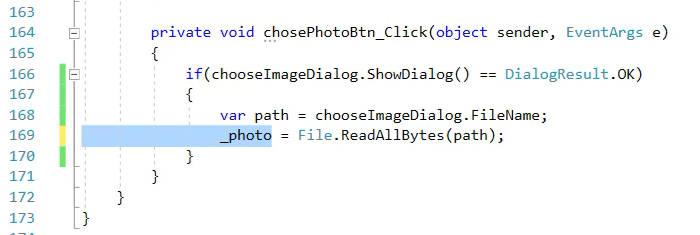 163
164 private void chosePhotoBtn_Click(object sender, EventArgs e)
165 {
166 if(chooseImageDialog.ShowDialog() == DialogResult.OK)
167 {
168 var path = chooseImageDialog.FileName;
169 _photo = File.ReadAllBytes(path);
170 }
171 }
172 }
173 }